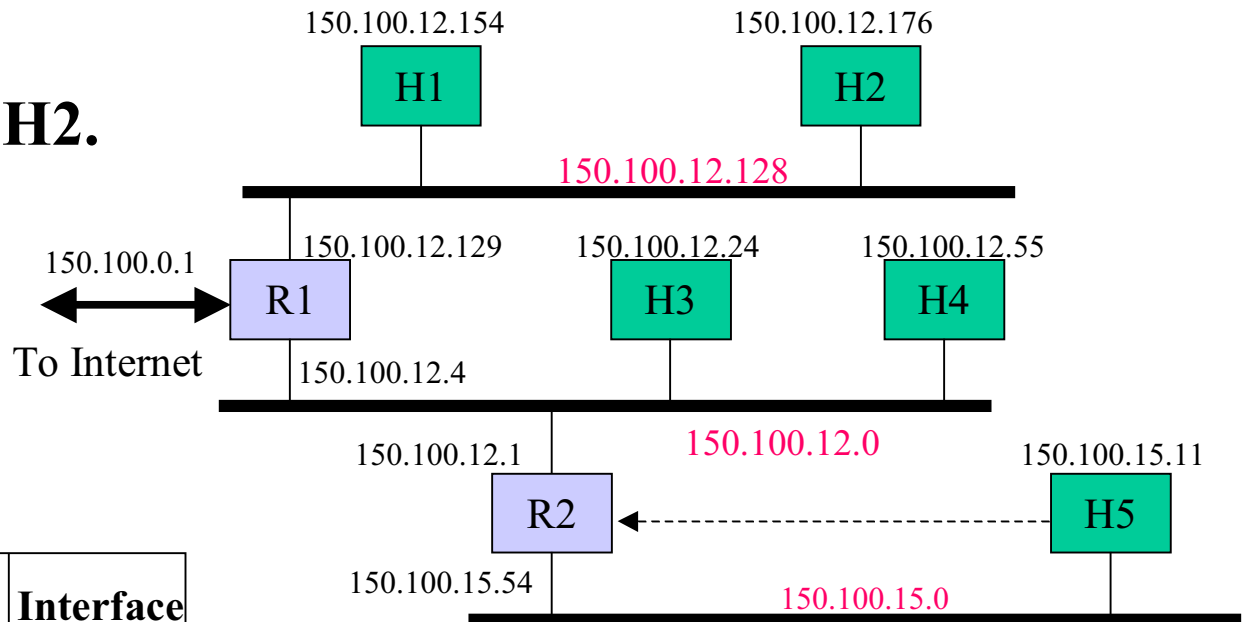 150.100.12.154
150.100.12.176
H1
H2
H2.
150.100.12.128
150.100.12.129
150.100.12.24
150.100.12.55
150.100.0.1
R1
H3
H4
To Internet
150.100.12.4
150.100.12.0
150.100.12.1
150.100.15.11
R2
H5
150.100.15.54
150.100.15.0
Interface